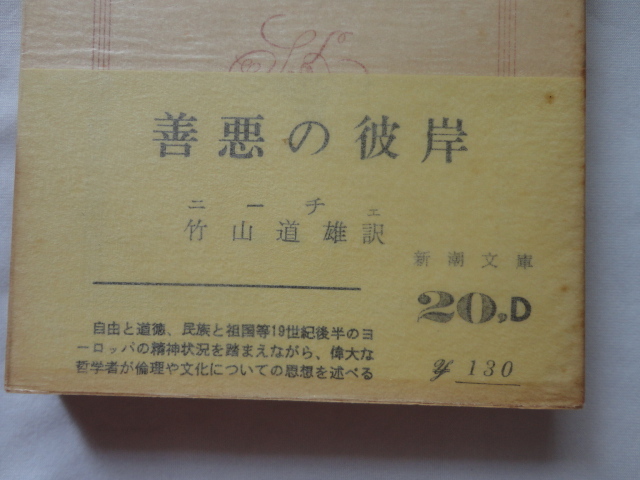 善悪の彼岸
ニーチェ
竹山道雄訳
新潮文庫
20,D
自由と道徳、民族と祖国等19世紀後半のヨ
ーロッパの精神状況を踏まえながら、偉大な
哲学者が倫理や文化についての思想を述べる
¥ 130